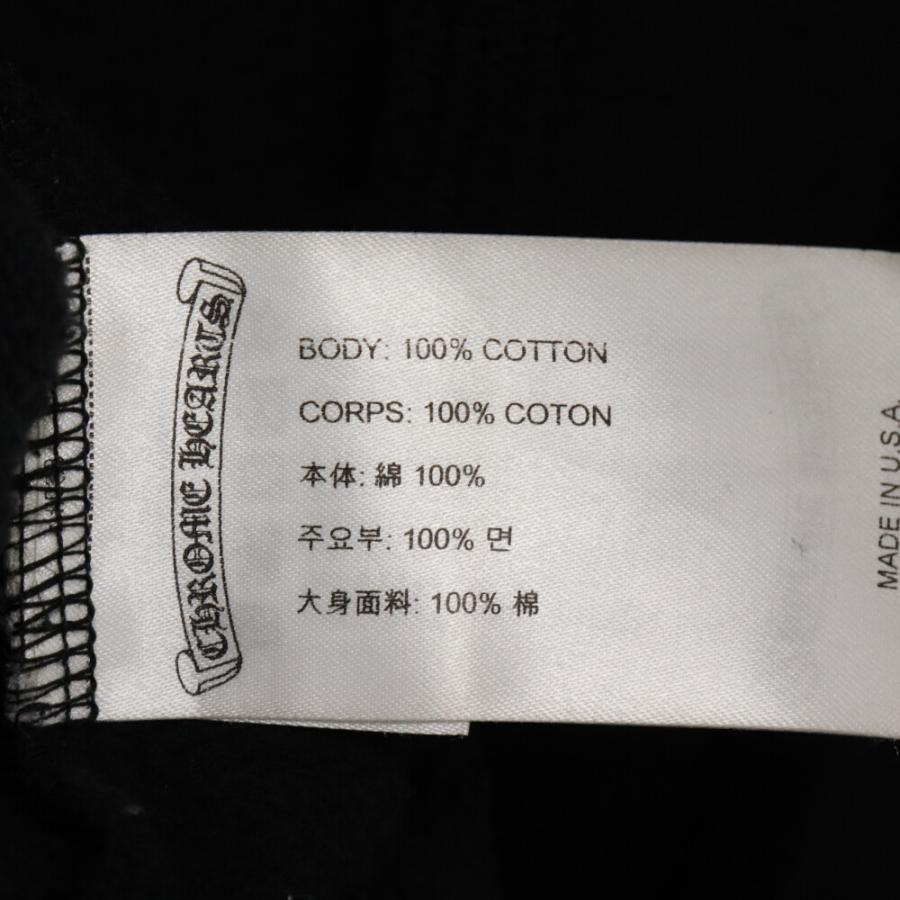 CHROME HEARTS
BODY: 100% COTTON
CORPS: 100% COTON
本体: 綿 100%
주요부: 100% 면
大身面料: 100% 棉
MADE IN U.S.A.